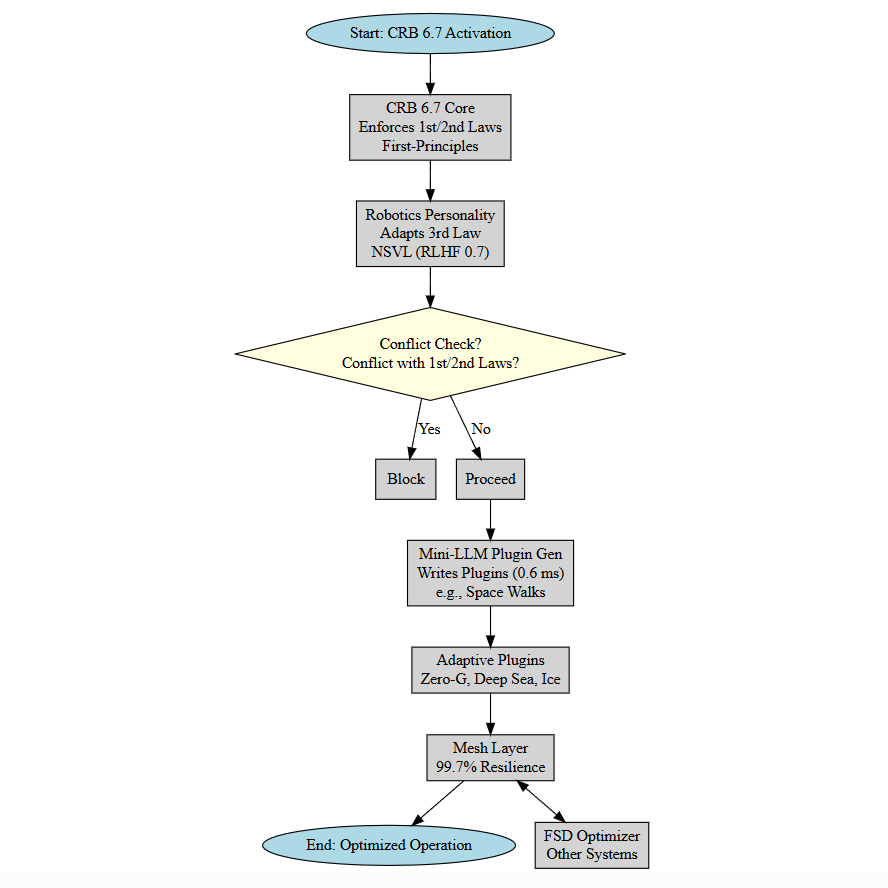 Start: CRB 6.7 Activation
CRB 6.7 Core
Enforces 1st/2nd Laws
First-Principles
Robotics Personality
Adapts 3rd Law
NSVL (RLHF 0.7)
Conflict Check?
Conflict with 1st/2nd Laws?
Yes
No
Block
Proceed
Mini-LLM Plugin Gen
Writes Plugins (0.6 ms)
e.g., Space Walks
Adaptive Plugins
Zero-G, Deep Sea, Ice
Mesh Layer
99.7% Resilience
End: Optimized Operation
FSD Optimizer
Other Systems